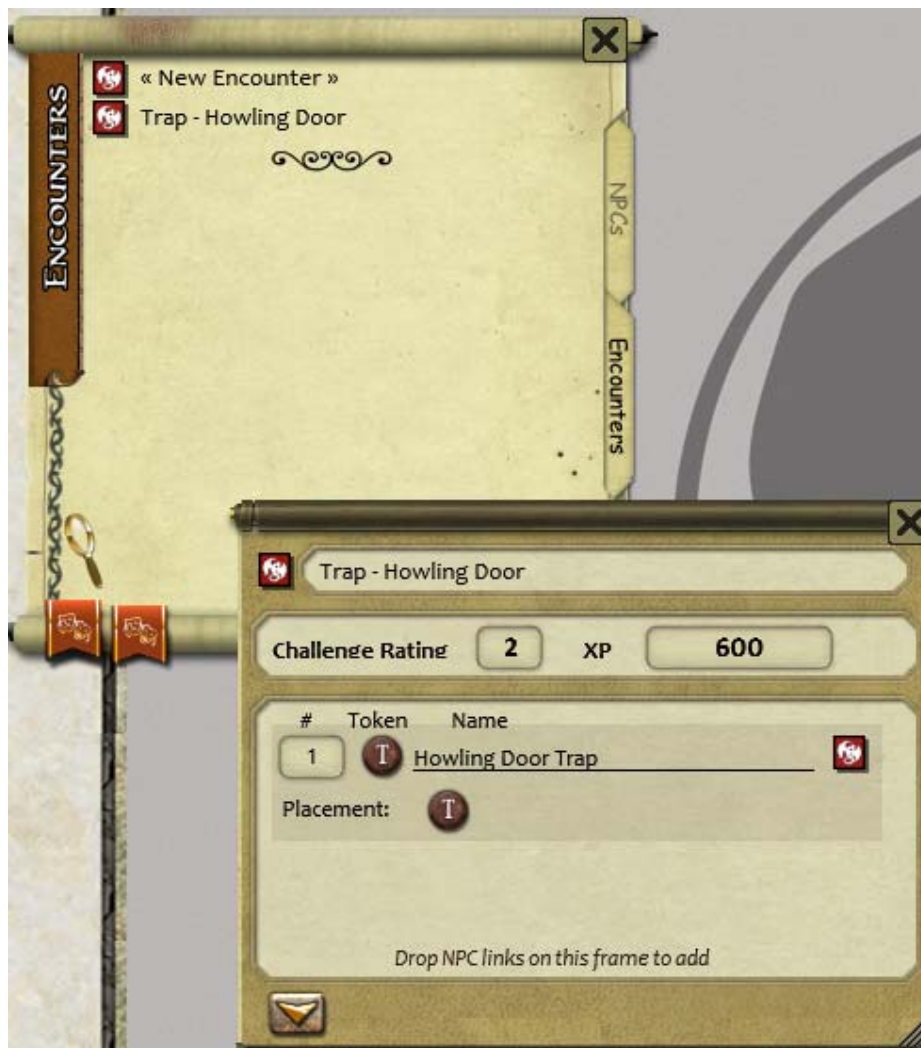 ENCOUNTERS
« New Encounter »
Trap - Howling Door
NPCs
Encounters
Trap - Howling Door
Challenge Rating 2 XP 600
# Token Name
1 T Howling Door Trap
Placement: T
Drop NPC links on this frame to add